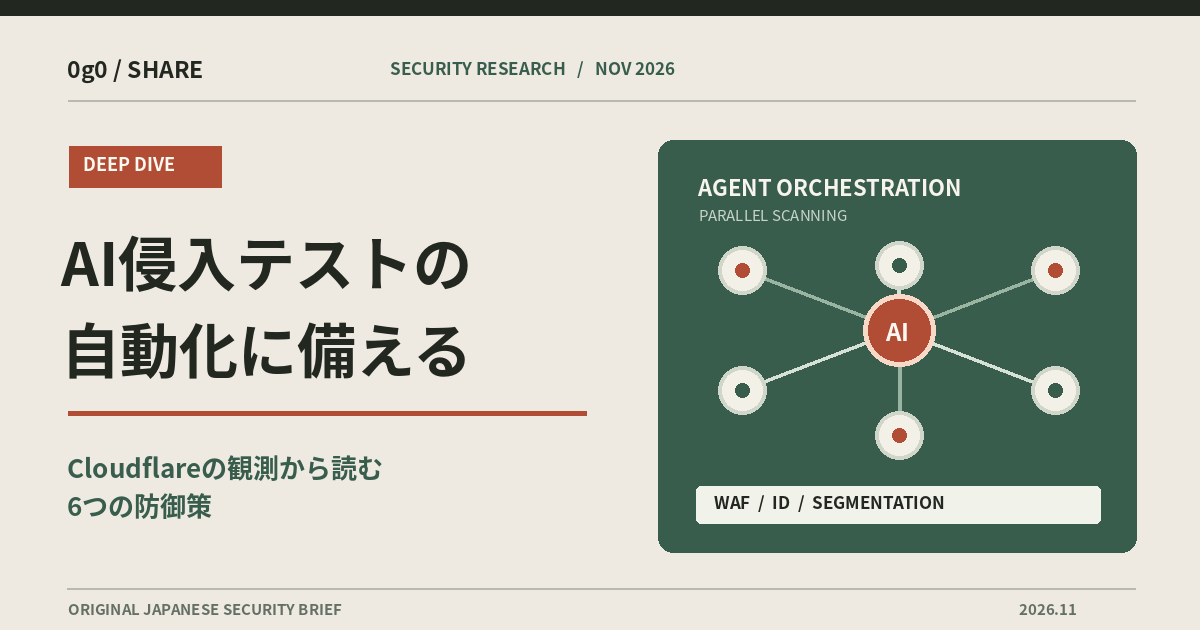 0g0 / SHARE
SECURITY RESEARCH / NOV 2026
DEEP DIVE
AI侵入テストの
自動化に備える
Cloudflareの観測から読む
6つの防御策
AGENT ORCHESTRATION
PARALLEL SCANNING
AI
WAF / ID / SEGMENTATION
ORIGINAL JAPANESE SECURITY BRIEF
2026.11